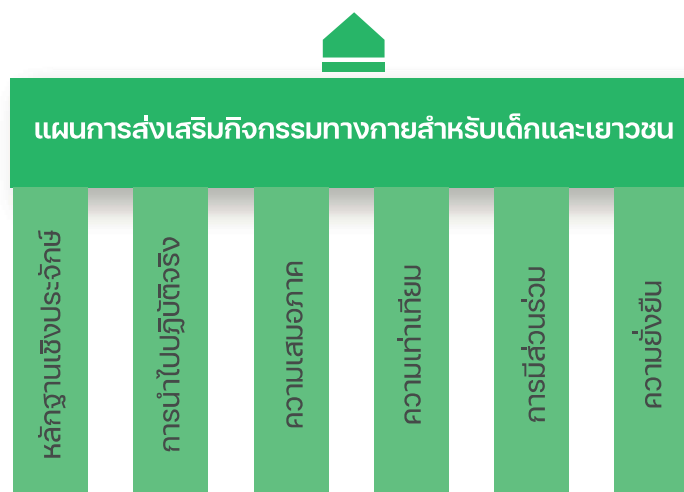 แผนการส่งเสริมกิจกรรมทางกายสำหรับเด็กและเยาวชน
หลักฐานเชิงประจักษ์
การนำไปปฏิบัติจริง
ความเสมอภาค
ความเท่าเทียม
การมีส่วนร่วม
ความยั่งยืน